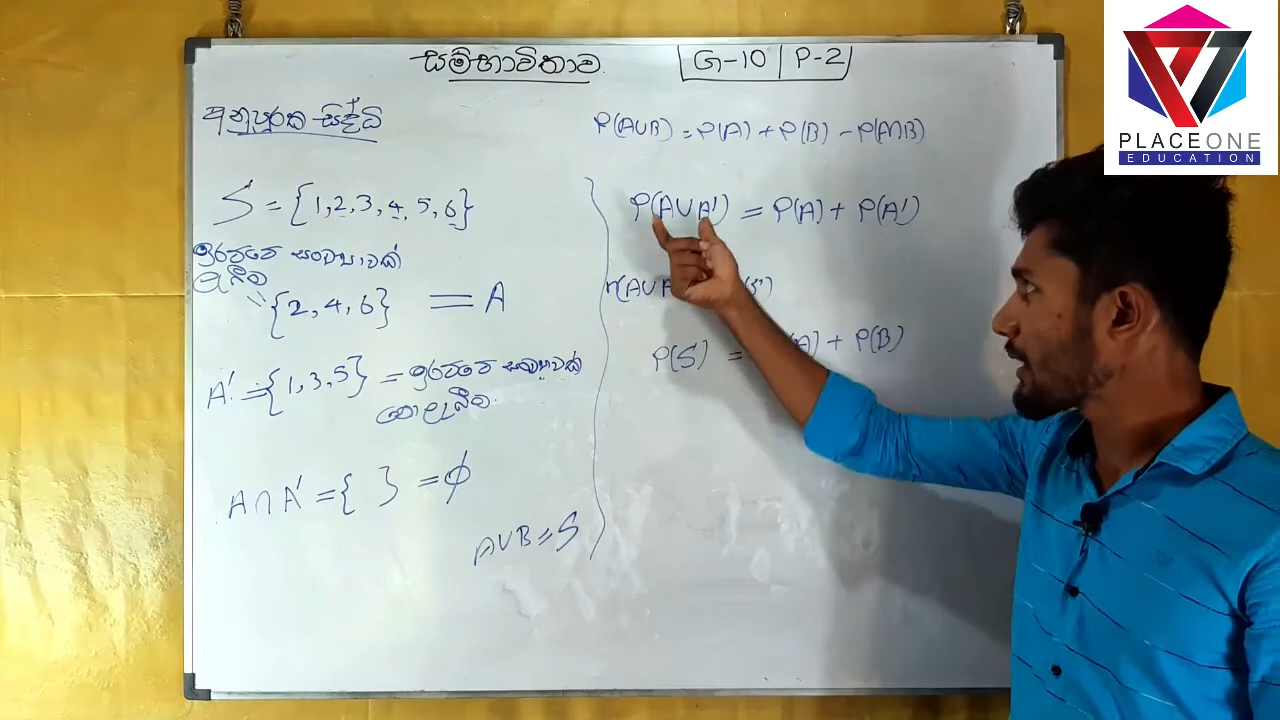 සම්භාවිතාව.
G-10 | P-2
PLACEONE
EDUCATION
අනුපූරක සිද්ධි
S = {1,2,3,4,5,6}
ඉරට්ටේ සංඛ්‍යාවක්
ලැබීම
{2,4,6} = A
A' = {1,3,5} = ඉරට්ටේ සංඛ්‍යාවක්
නොලැබීම.
A∩A' = { } = ϕ
A∪B = S
P(A∪B) = P(A) + P(B) - P(A∩B)
P(A∪A') = P(A) + P(A')
n(A∪A
P(S) = A) + P(B)